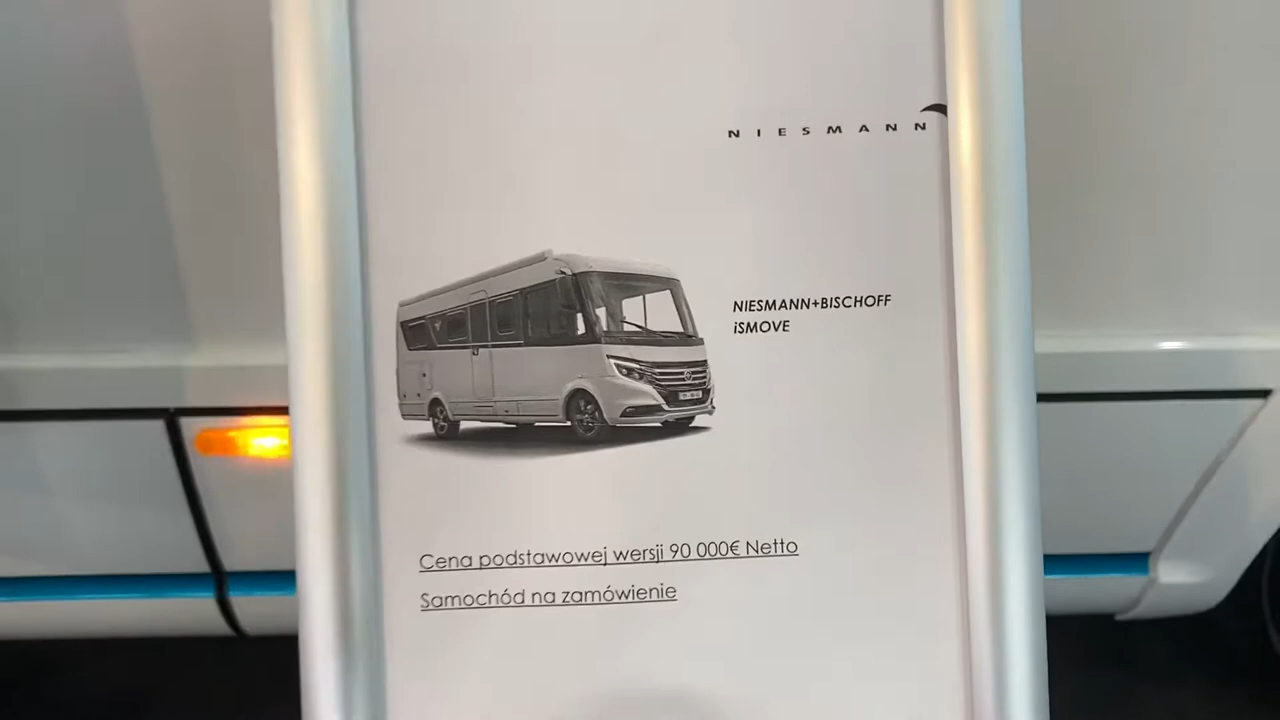 NIESMANN
NIESMANN+BISCHOFF
iSMOVE
Cena podstawowej wersji 90 000€ Netto
Samochód na zamówienie